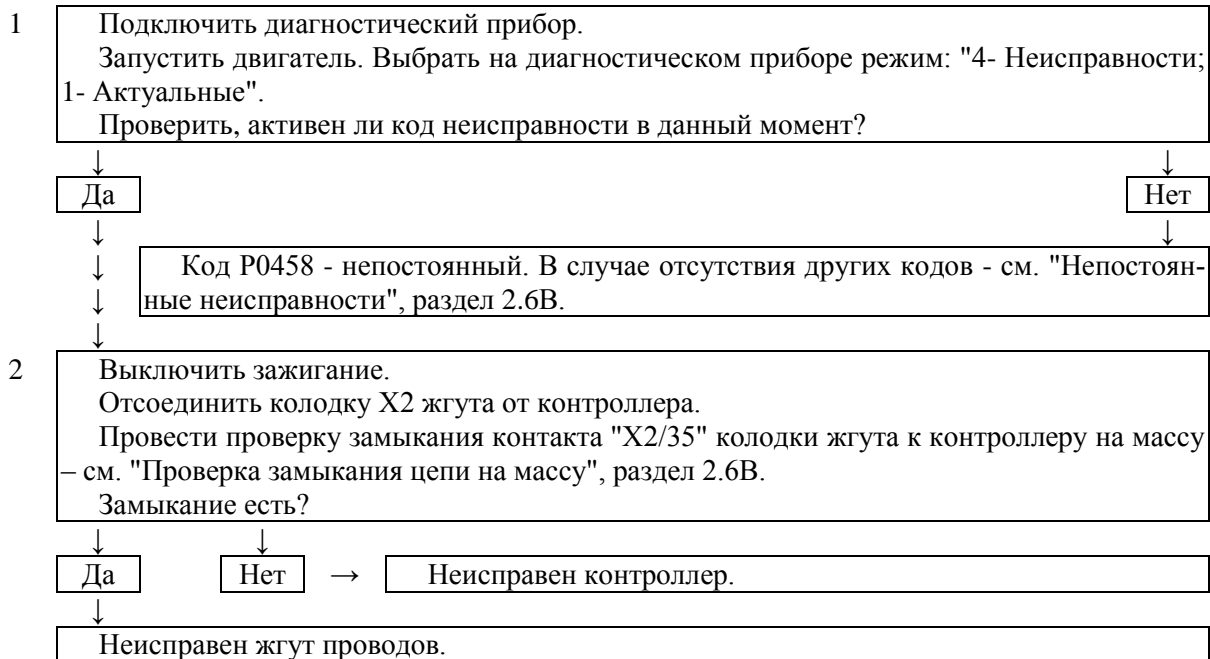 1 Подключить диагностический прибор.
Запустить двигатель. Выбрать на диагностическом приборе режим: "4- Неисправности;
1- Актуальные".
Проверить, активен ли код неисправности в данный момент?
↓ ↓
Да Нет
↓ ↓
↓ Код Р0458 - непостоянный. В случае отсутствия других кодов - см. "Непостоян-
↓ ные неисправности", раздел 2.6В.
↓
2 Выключить зажигание.
Отсоединить колодку Х2 жгута от контроллера.
Провести проверку замыкания контакта "Х2/35" колодки жгута к контроллеру на массу
– см. "Проверка замыкания цепи на массу", раздел 2.6В.
Замыкание есть?
↓ ↓
Да Нет → Неисправен контроллер.
↓
Неисправен жгут проводов.